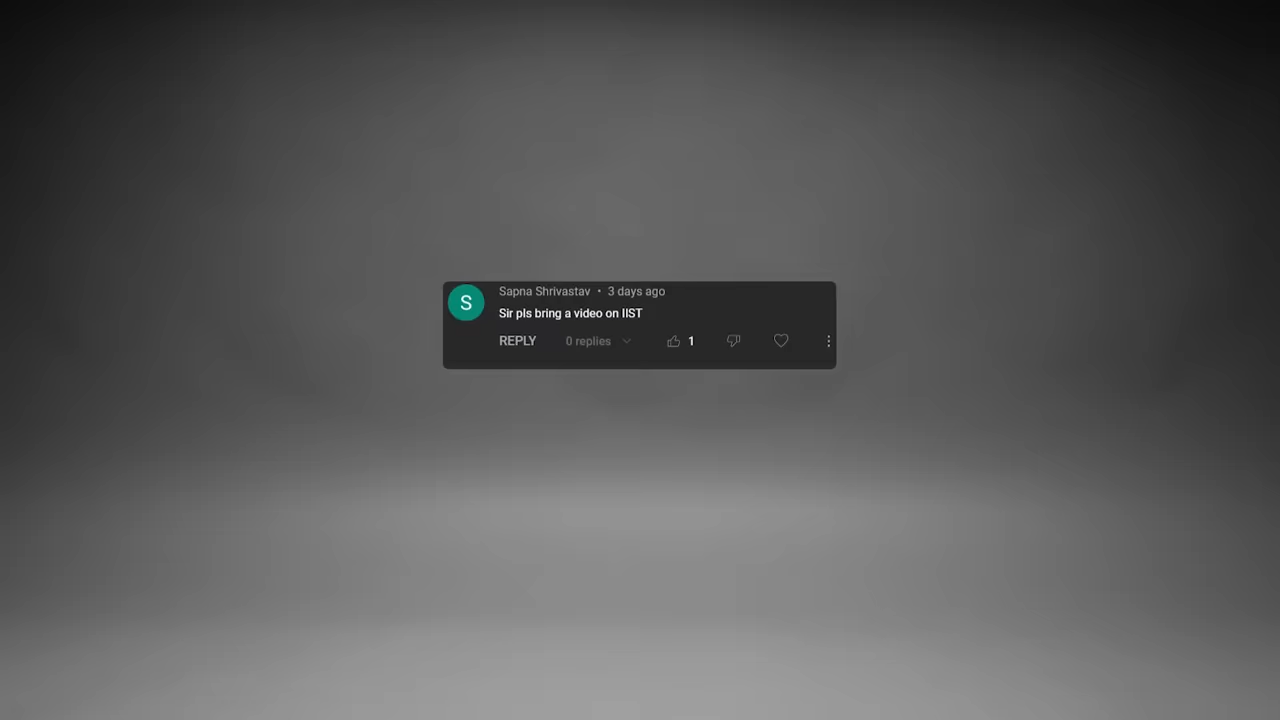 S
Sapna Shrivastav • 3 days ago
Sir pls bring a video on IIST
REPLY 0 replies 1